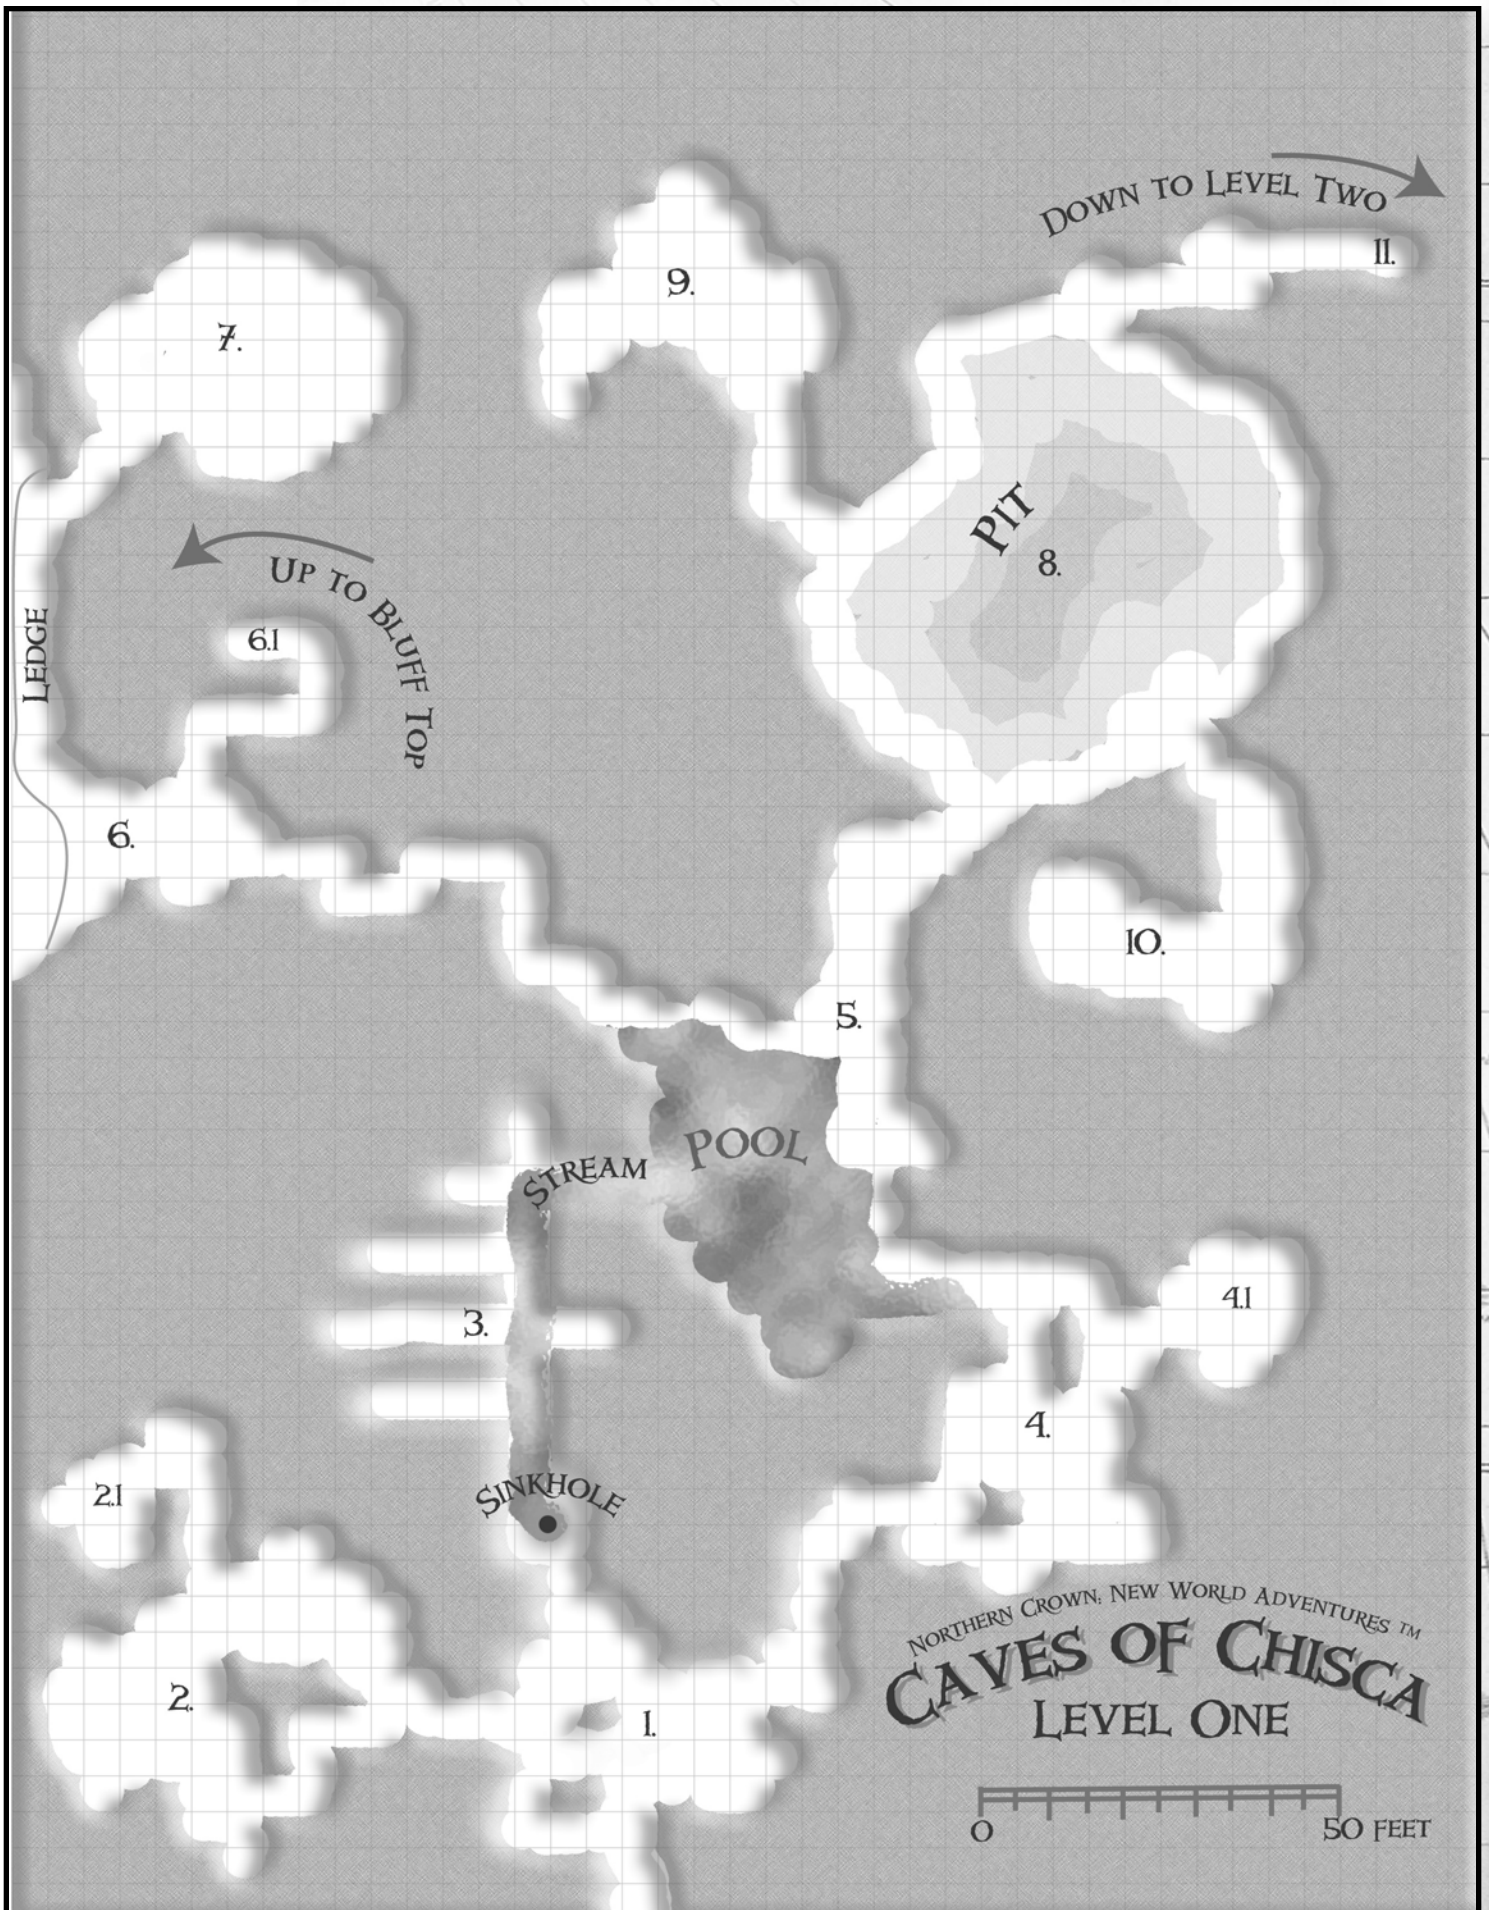 Down to Level Two
11.
9.
7.
Pit
8.
Up to Bluff Top
Ledge
6.1
6.
10.
5.
Pool
Stream
4.1
3.
4.
Sinkhole
2.1
Northern Crown: New World Adventures ™
Caves of Chisca
Level One
2.
1.
0
50 feet